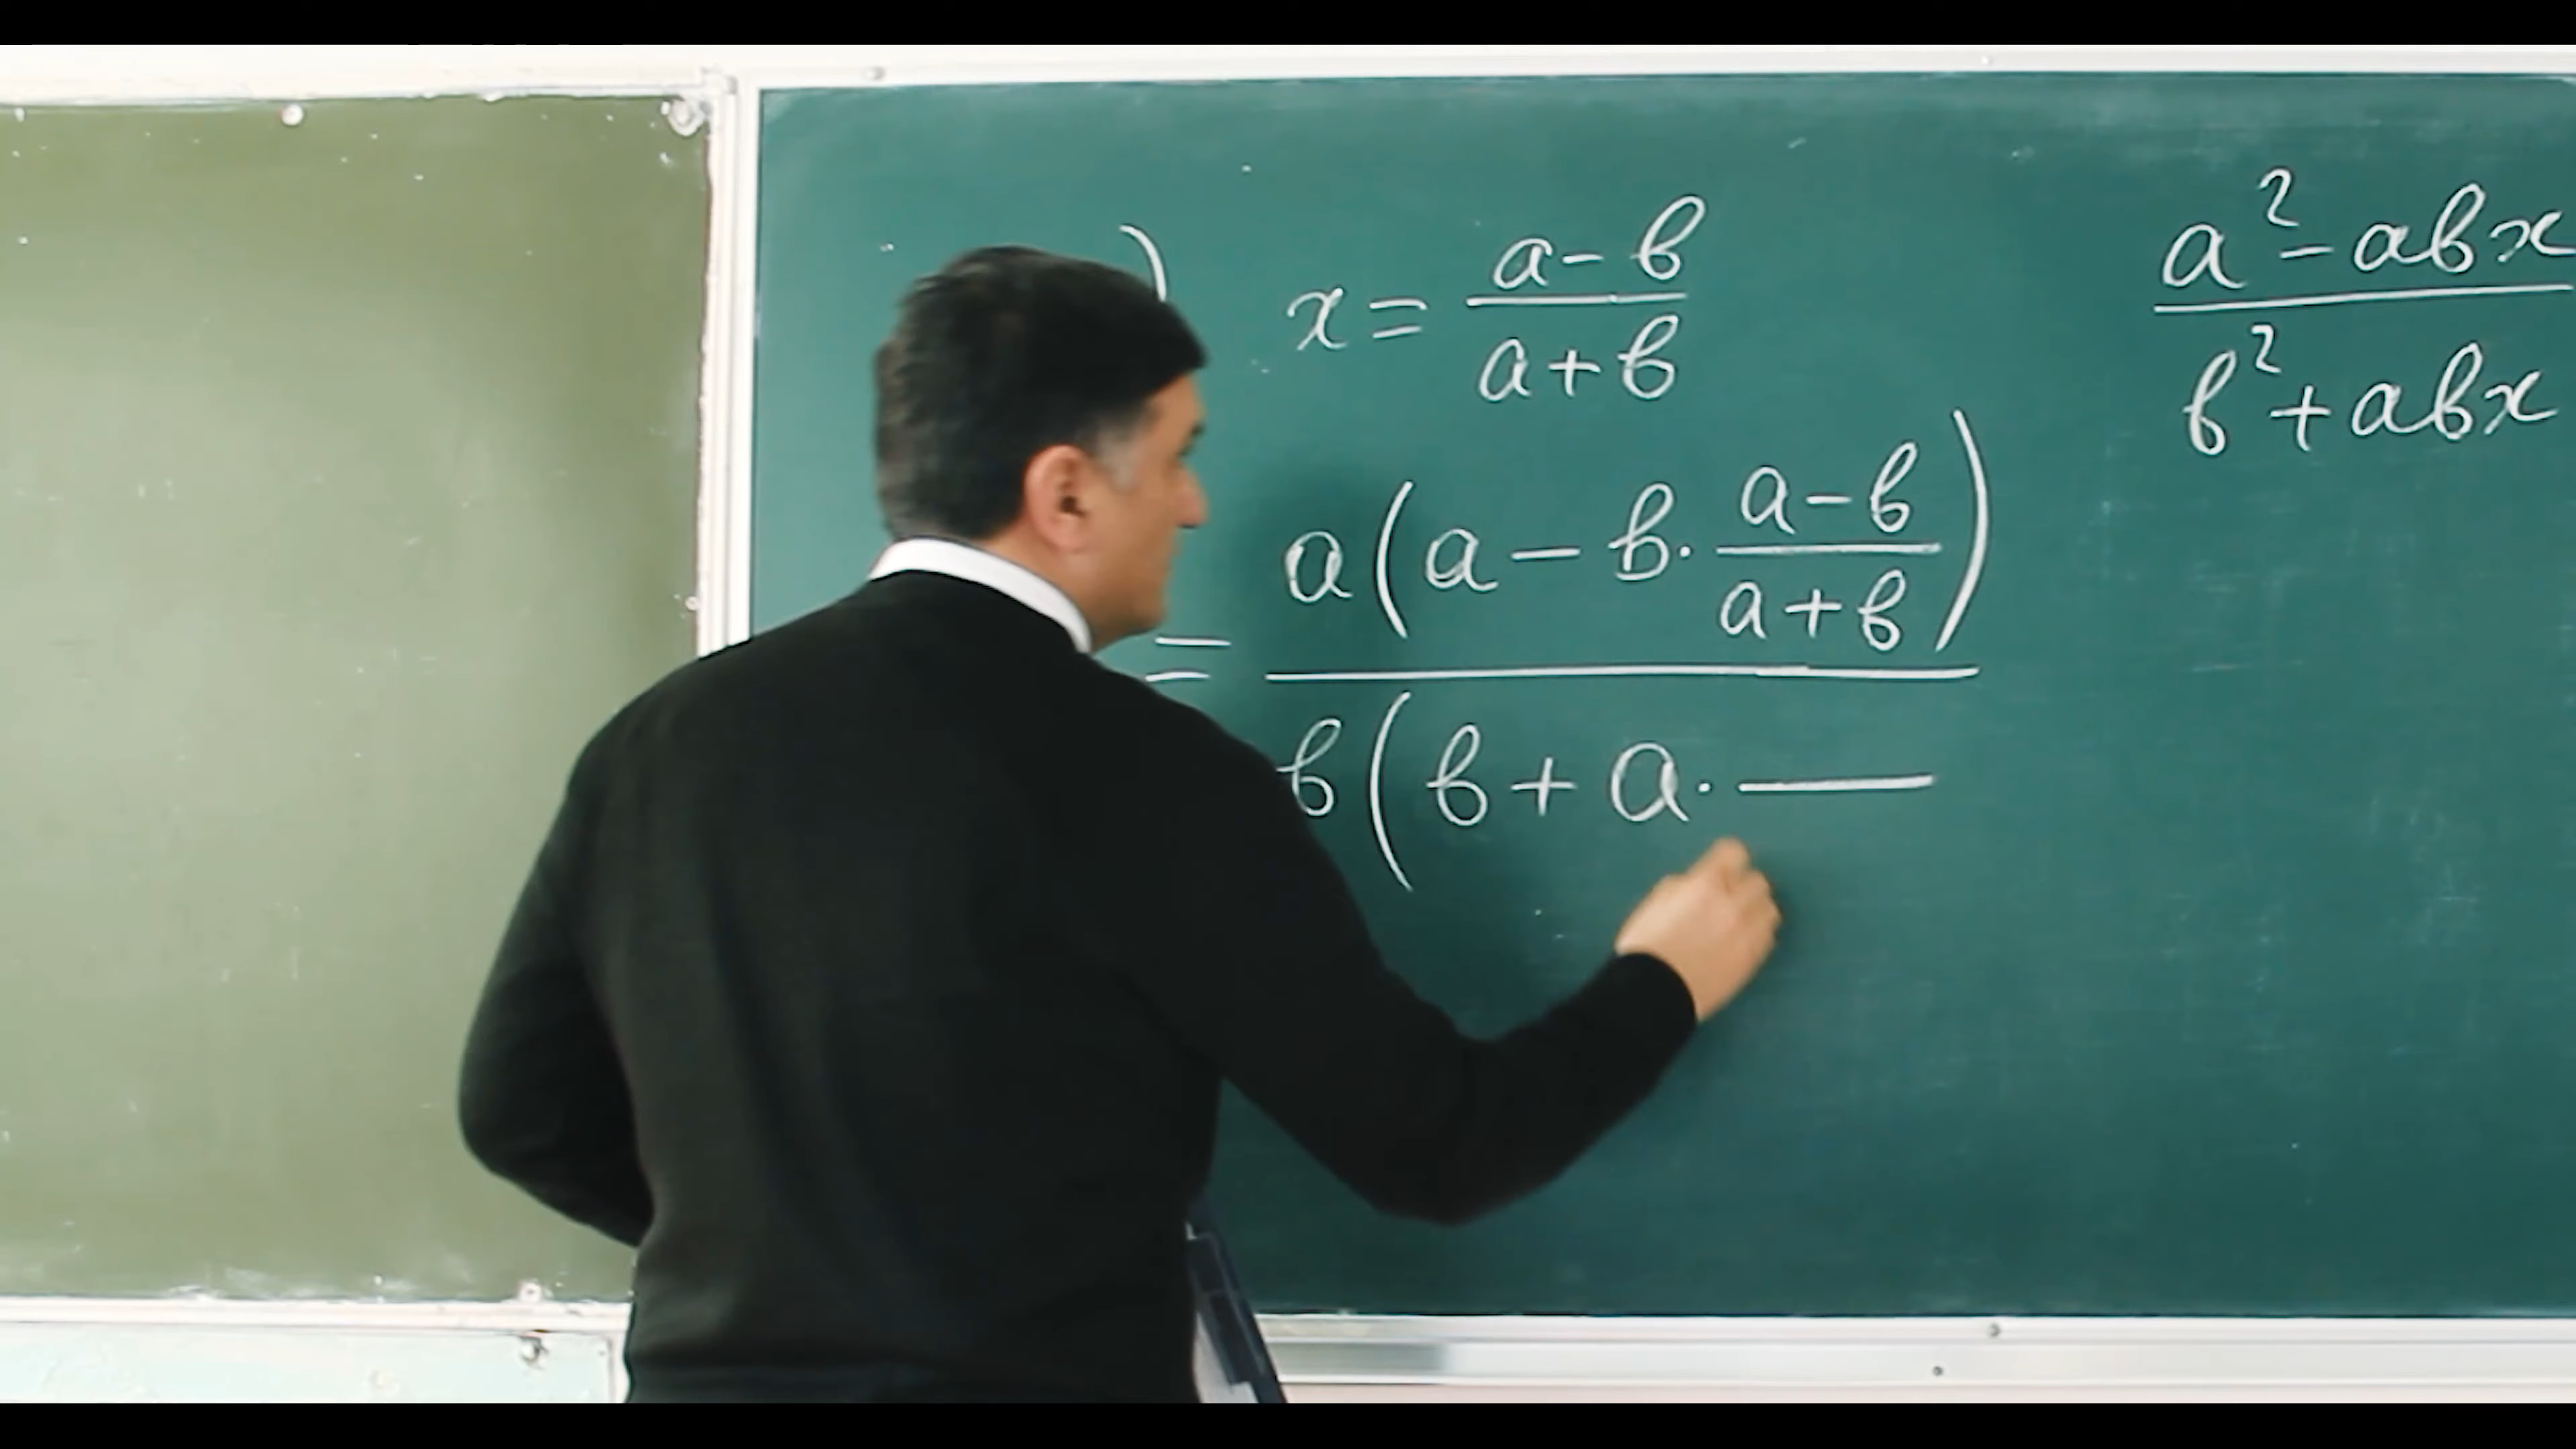 ) x = (a - b)/(a + b)
(a² - abx)/(b² + abx)
= a(a - b · (a - b)/(a + b)) / b(b + a · —